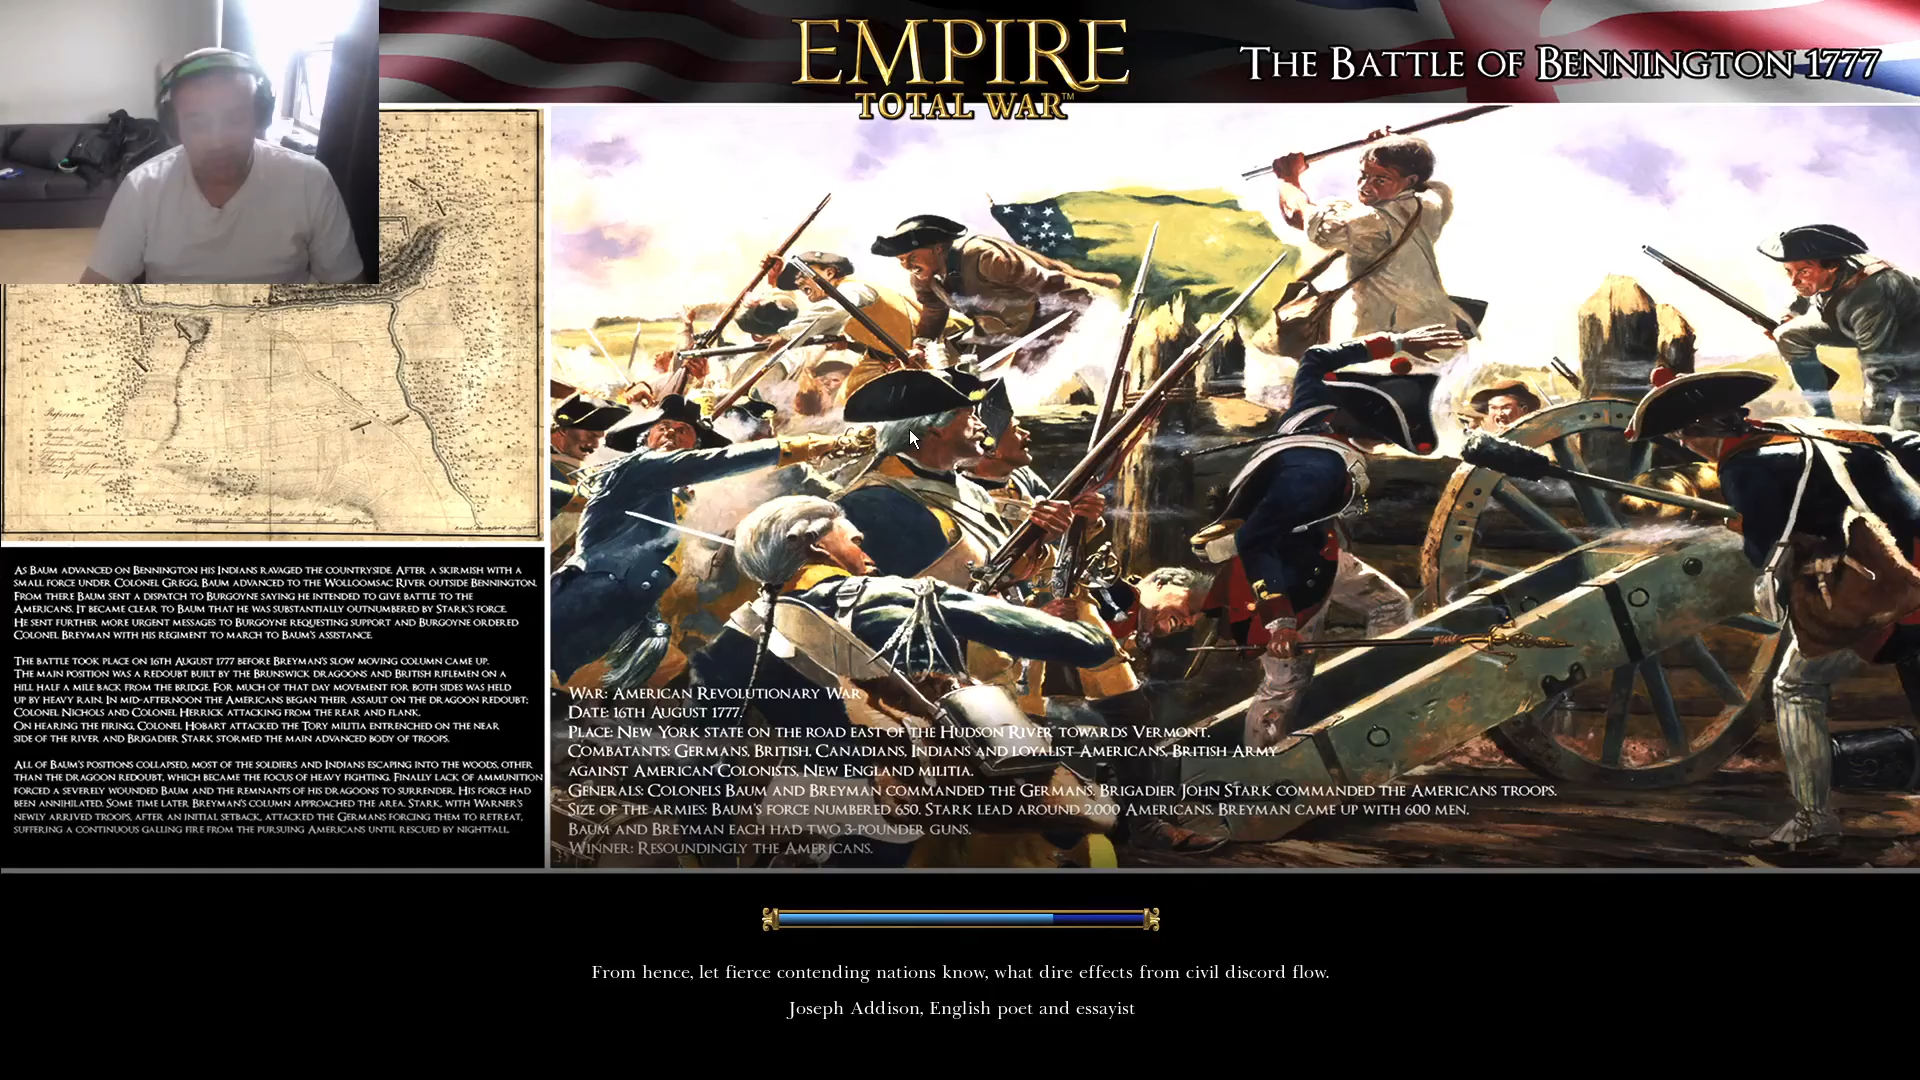 EMPIRE
TOTAL WAR™
THE BATTLE OF BENNINGTON 1777
Reference
AS BAUM ADVANCED ON BENNINGTON HIS INDIANS RAVAGED THE COUNTRYSIDE. AFTER A SKIRMISH WITH A
SMALL FORCE UNDER COLONEL GREGG, BAUM ADVANCED TO THE WOLLOOMSAC RIVER OUTSIDE BENNINGTON.
FROM THERE BAUM SENT A DISPATCH TO BURGOYNE SAYING HE INTENDED TO GIVE BATTLE TO THE
AMERICANS. IT BECAME CLEAR TO BAUM THAT HE WAS SUBSTANTIALLY OUTNUMBERED BY STARK'S FORCE.
HE SENT FURTHER MORE URGENT MESSAGES TO BURGOYNE REQUESTING SUPPORT AND BURGOYNE ORDERED
COLONEL BREYMAN WITH HIS REGIMENT TO MARCH TO BAUM'S ASSISTANCE.
THE BATTLE TOOK PLACE ON 16TH AUGUST 1777 BEFORE BREYMAN'S SLOW MOVING COLUMN CAME UP.
THE MAIN POSITION WAS A REDOUBT BUILT BY THE BRUNSWICK DRAGOONS AND BRITISH RIFLEMEN ON A
HILL HALF A MILE BACK FROM THE BRIDGE. FOR MUCH OF THAT DAY MOVEMENT FOR BOTH SIDES WAS HELD
UP BY HEAVY RAIN. IN MID-AFTERNOON THE AMERICANS BEGAN THEIR ASSAULT ON THE DRAGOON REDOUBT;
COLONEL NICHOLS AND COLONEL HERRICK ATTACKING FROM THE REAR AND FLANK.
ON HEARING THE FIRING, COLONEL HOBART ATTACKED THE TORY MILITIA ENTRENCHED ON THE NEAR
SIDE OF THE RIVER AND BRIGADIER STARK STORMED THE MAIN ADVANCED BODY OF TROOPS.
ALL OF BAUM'S POSITIONS COLLAPSED, MOST OF THE SOLDIERS AND INDIANS ESCAPING INTO THE WOODS, OTHER
THAN THE DRAGOON REDOUBT, WHICH BECAME THE FOCUS OF HEAVY FIGHTING. FINALLY LACK OF AMMUNITION
FORCED A SEVERELY WOUNDED BAUM AND THE REMNANTS OF HIS DRAGOONS TO SURRENDER. HIS FORCE HAD
BEEN ANNIHILATED. SOME TIME LATER BREYMAN'S COLUMN APPROACHED THE AREA. STARK, WITH WARNER'S
NEWLY ARRIVED TROOPS, AFTER AN INITIAL SETBACK, ATTACKED THE GERMANS FORCING THEM TO RETREAT,
SUFFERING A CONTINUOUS GALLING FIRE FROM THE PURSUING AMERICANS UNTIL RESCUED BY NIGHTFALL.
WAR: AMERICAN REVOLUTIONARY WAR
DATE: 16TH AUGUST 1777.
PLACE: NEW YORK STATE ON THE ROAD EAST OF THE HUDSON RIVER TOWARDS VERMONT.
COMBATANTS: GERMANS, BRITISH, CANADIANS, INDIANS AND LOYALIST AMERICANS, BRITISH ARMY
AGAINST AMERICAN COLONISTS, NEW ENGLAND MILITIA.
GENERALS: COLONELS BAUM AND BREYMAN COMMANDED THE GERMANS. BRIGADIER JOHN STARK COMMANDED THE AMERICANS TROOPS.
SIZE OF THE ARMIES: BAUM'S FORCE NUMBERED 650. STARK LEAD AROUND 2,000 AMERICANS. BREYMAN CAME UP WITH 600 MEN.
BAUM AND BREYMAN EACH HAD TWO 3-POUNDER GUNS.
WINNER: RESOUNDINGLY THE AMERICANS.
From hence, let fierce contending nations know, what dire effects from civil discord flow.
Joseph Addison, English poet and essayist